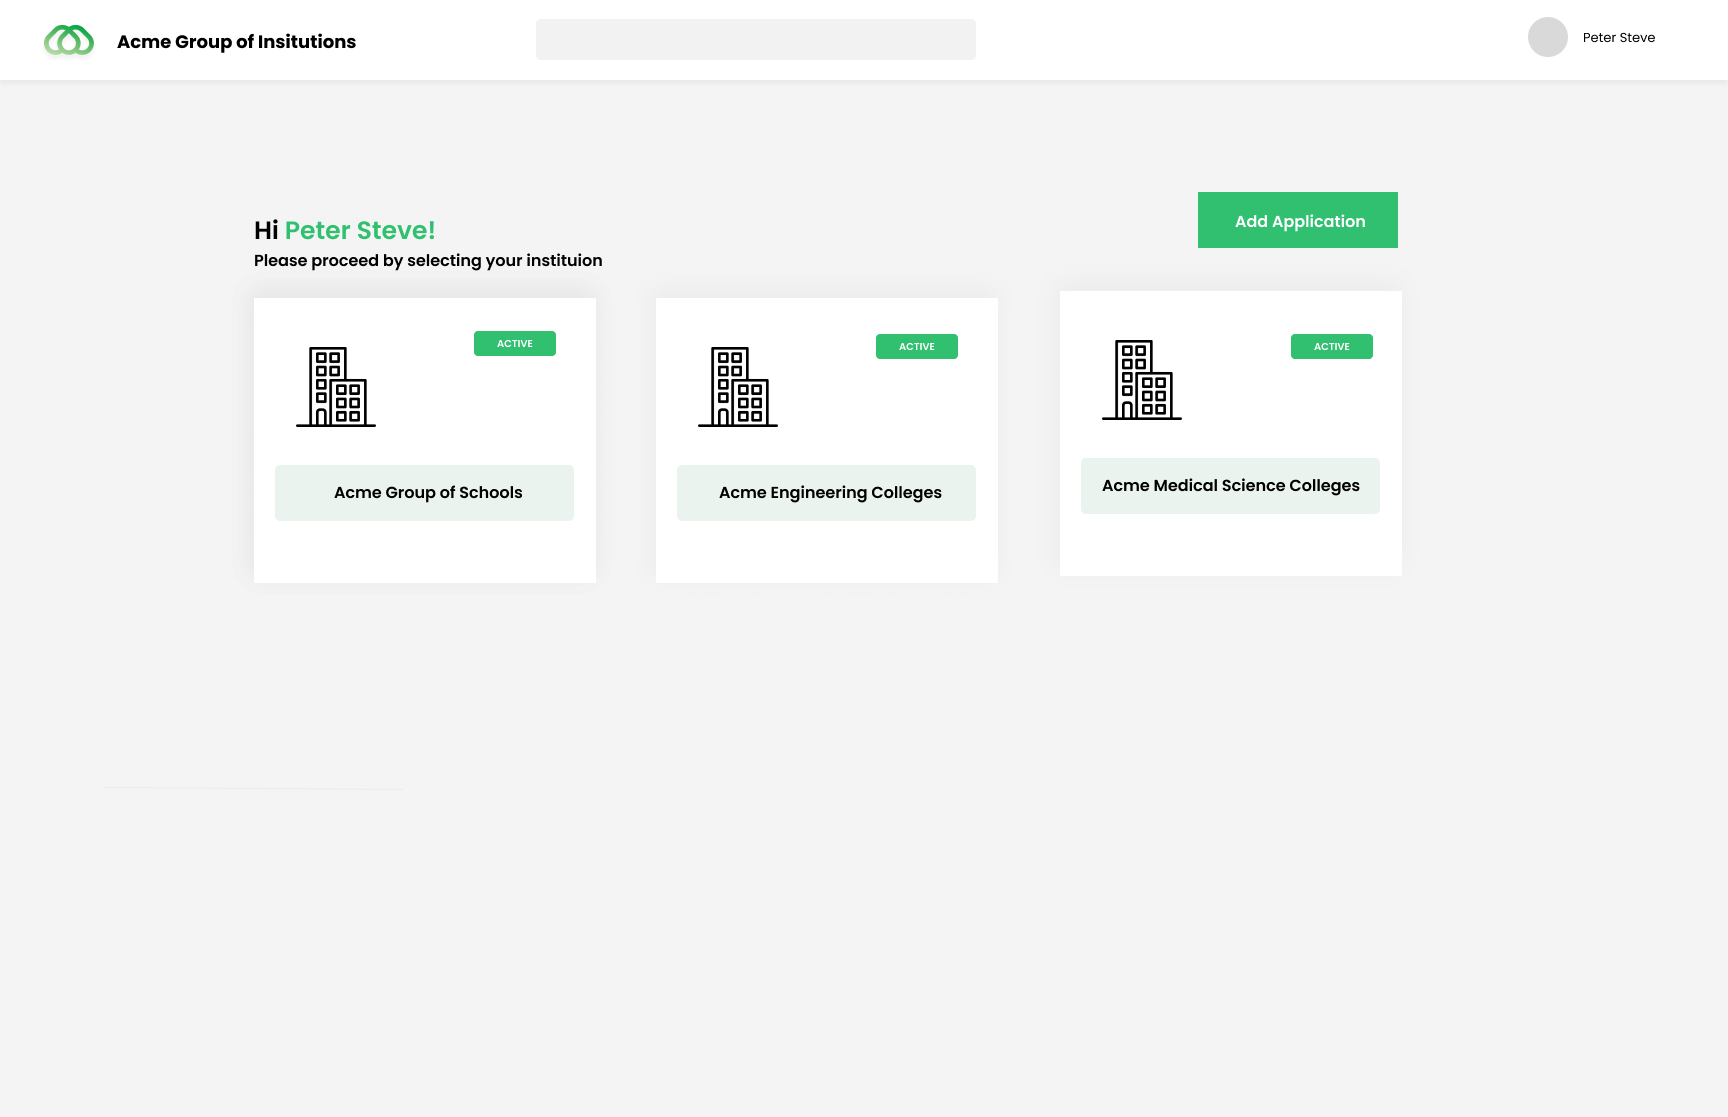 Acme Group of Insitutions
Peter Steve
Hi Peter Steve!
Please proceed by selecting your instituion
Add Application
ACTIVE
Acme Group of Schools
ACTIVE
Acme Engineering Colleges
ACTIVE
Acme Medical Science Colleges